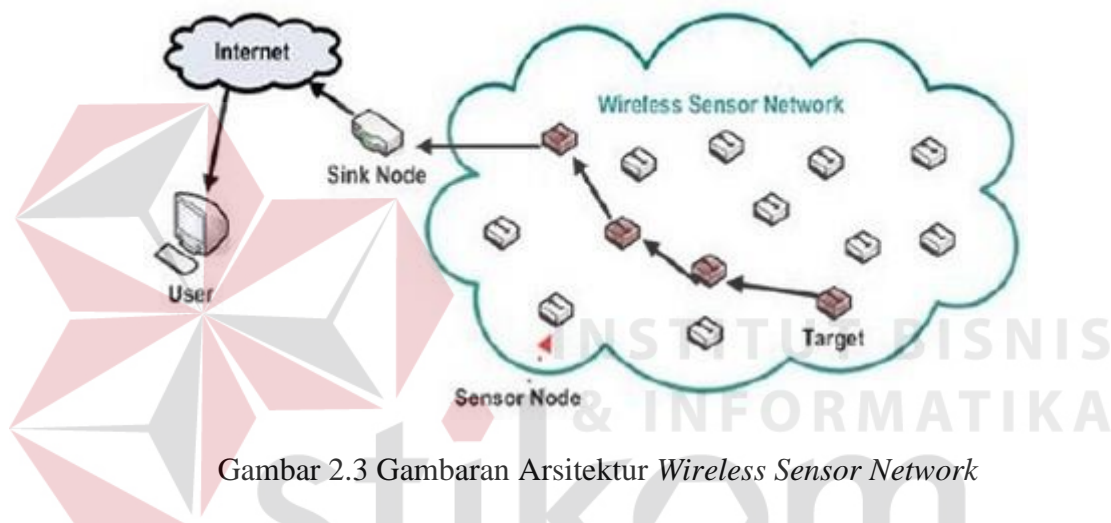 Internet
Wireless Sensor Network
Sink Node
User
Target
Sensor Node
INSTITUT BISNIS
& INFORMATIKA
stikom
Gambar 2.3 Gambaran Arsitektur Wireless Sensor Network